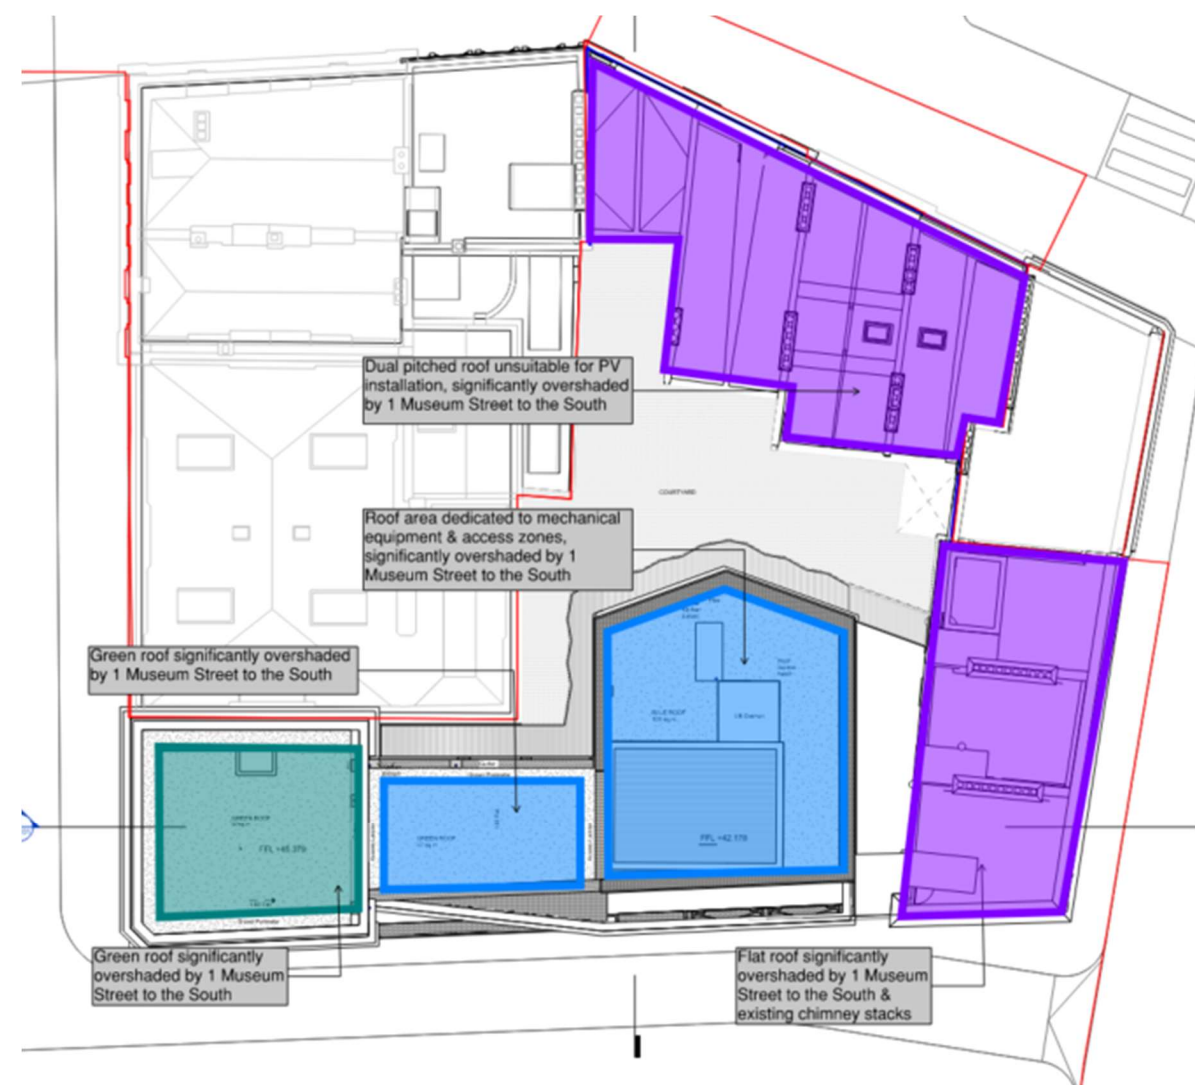 Dual pitched roof unsuitable for PV
installation, significantly overshaded
by 1 Museum Street to the South
COURTYARD
Roof area dedicated to mechanical
equipment & access zones,
significantly overshaded by 1
Museum Street to the South
Green roof significantly overshaded
by 1 Museum Street to the South
BLUE ROOF
GREEN ROOF
FFL +45.378
GREEN ROOF
FFL +42.178
Green roof significantly
overshaded by 1 Museum
Street to the South
Flat roof significantly
overshaded by 1 Museum
Street to the South &
existing chimney stacks